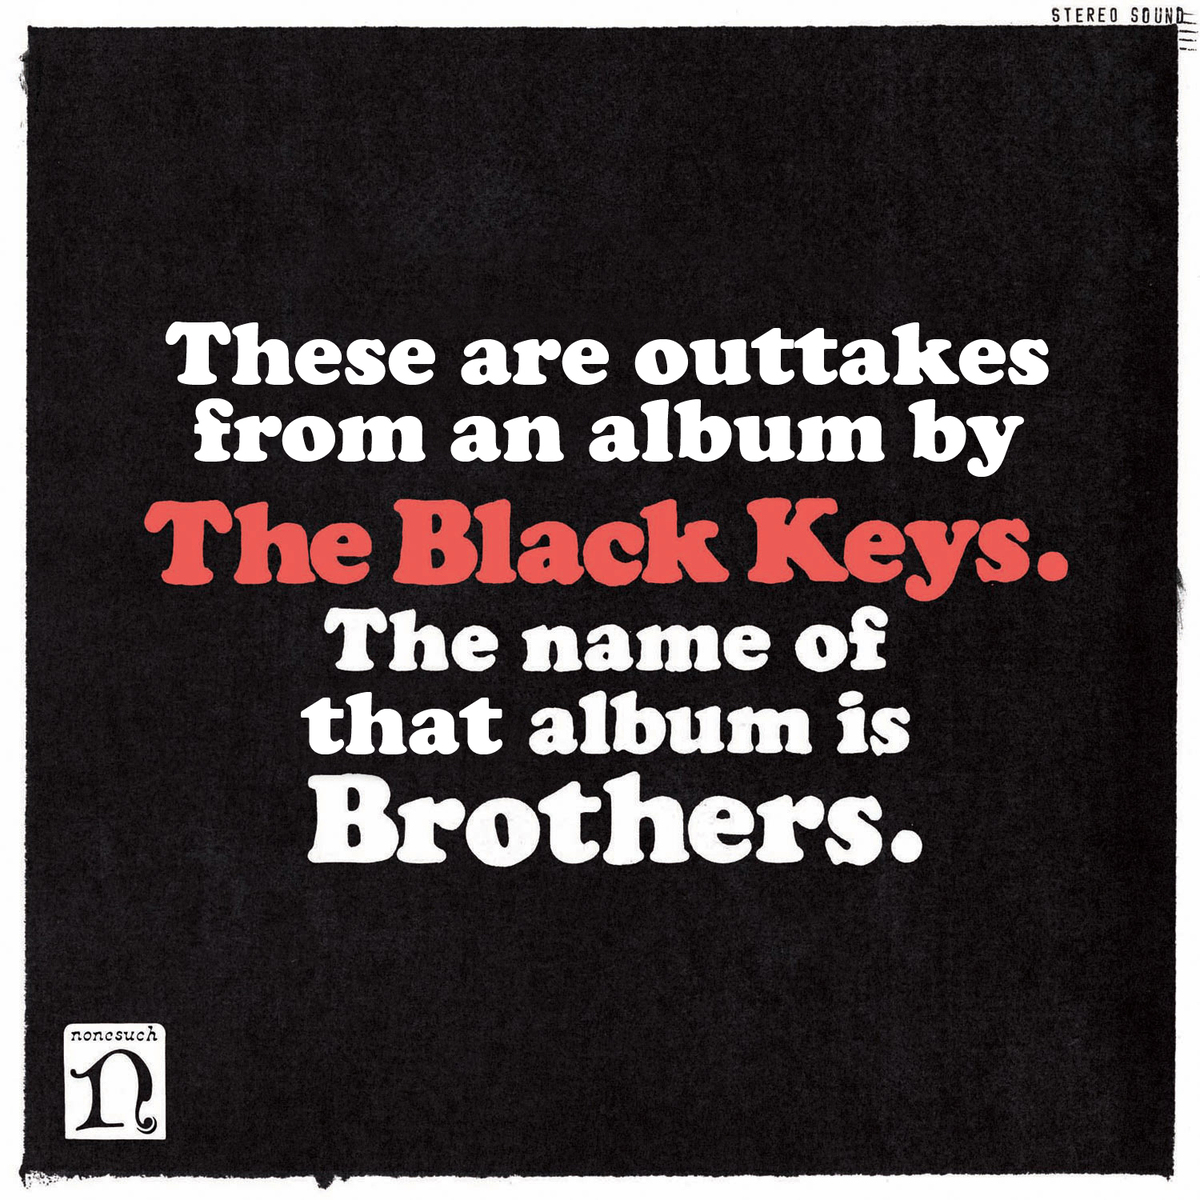 STEREO SOUND
These are outtakes
from an album by
The Black Keys.
The name of
that album is
Brothers.
nonesuch
n